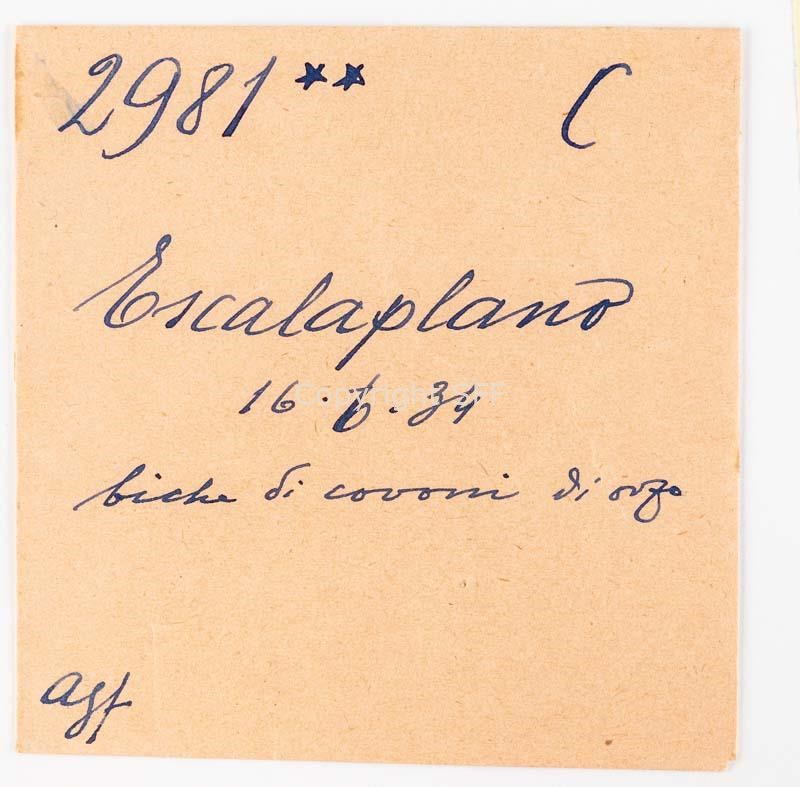 2981 ** C
Escalaplano
16.6.34
biche di covoni di orzo
agf